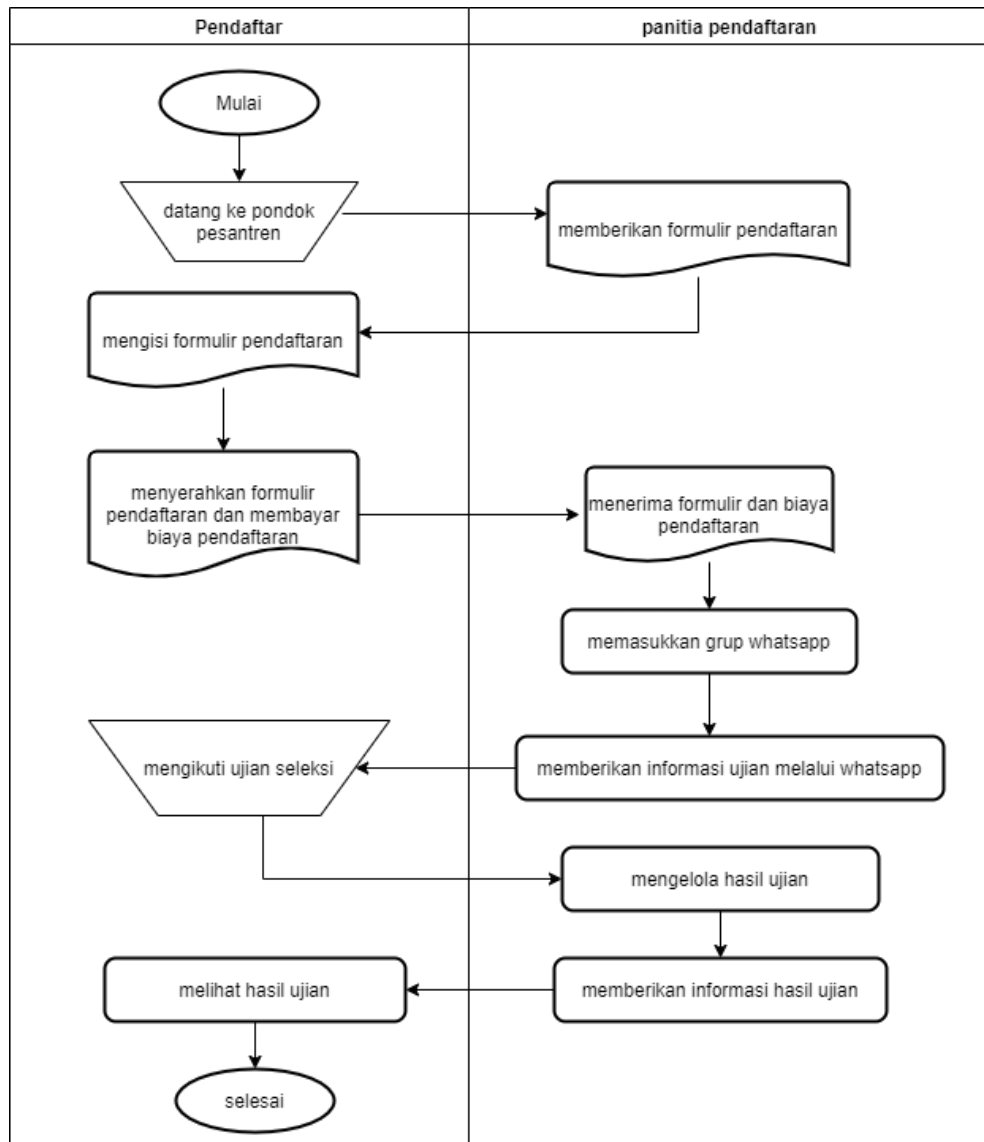 Pendaftar
panitia pendaftaran
Mulai
datang ke pondok
pesantren
memberikan formulir pendaftaran
mengisi formulir pendaftaran
menyerahkan formulir
pendaftaran dan membayar
biaya pendaftaran
menerima formulir dan biaya
pendaftaran
memasukkan grup whatsapp
memberikan informasi ujian melalui whatsapp
mengikuti ujian seleksi
mengelola hasil ujian
memberikan informasi hasil ujian
melihat hasil ujian
selesai